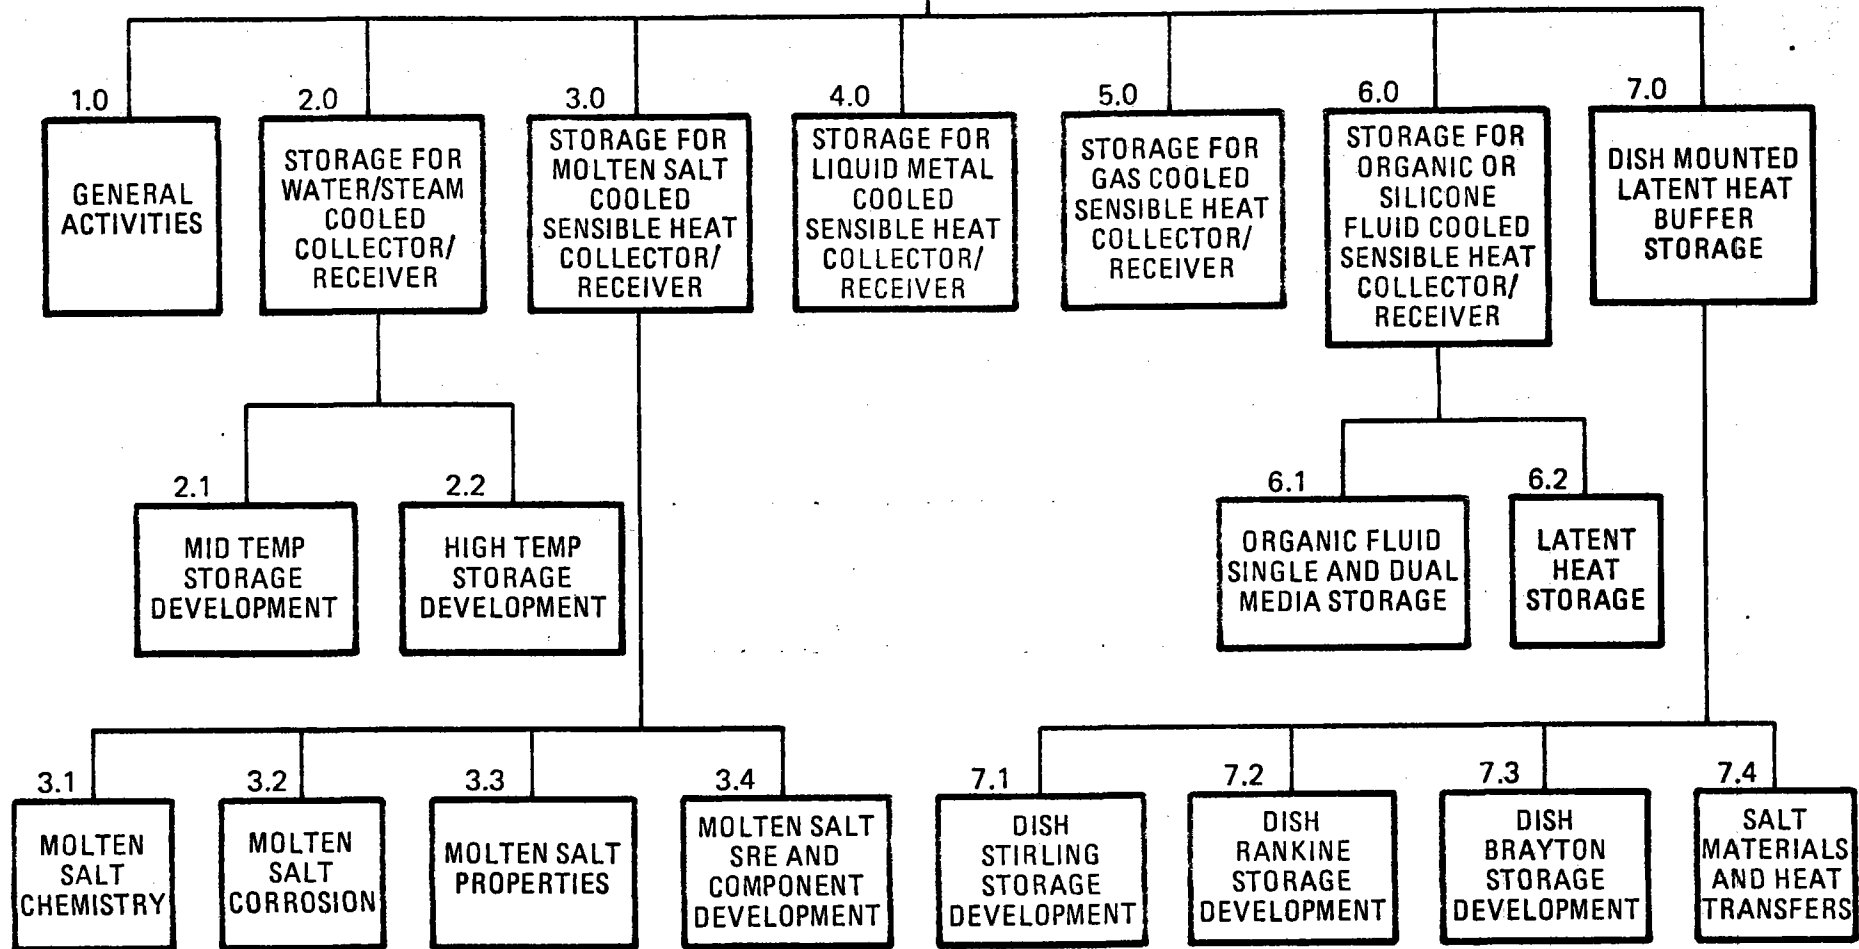 1.0
GENERAL
ACTIVITIES
2.0
STORAGE FOR
WATER/STEAM
COOLED
COLLECTOR/
RECEIVER
3.0
STORAGE FOR
MOLTEN SALT
COOLED
SENSIBLE HEAT
COLLECTOR/
RECEIVER
4.0
STORAGE FOR
LIQUID METAL
COOLED
SENSIBLE HEAT
COLLECTOR/
RECEIVER
5.0
STORAGE FOR
GAS COOLED
SENSIBLE HEAT
COLLECTOR/
RECEIVER
6.0
STORAGE FOR
ORGANIC OR
SILICONE
FLUID COOLED
SENSIBLE HEAT
COLLECTOR/
RECEIVER
7.0
DISH MOUNTED
LATENT HEAT
BUFFER
STORAGE
2.1
MID TEMP
STORAGE
DEVELOPMENT
2.2
HIGH TEMP
STORAGE
DEVELOPMENT
6.1
ORGANIC FLUID
SINGLE AND DUAL
MEDIA STORAGE
6.2
LATENT
HEAT
STORAGE
3.1
MOLTEN
SALT
CHEMISTRY
3.2
MOLTEN
SALT
CORROSION
3.3
MOLTEN SALT
PROPERTIES
3.4
MOLTEN SALT
SRE AND
COMPONENT
DEVELOPMENT
7.1
DISH
STIRLING
STORAGE
DEVELOPMENT
7.2
DISH
RANKINE
STORAGE
DEVELOPMENT
7.3
DISH
BRAYTON
STORAGE
DEVELOPMENT
7.4
SALT
MATERIALS
AND HEAT
TRANSFERS